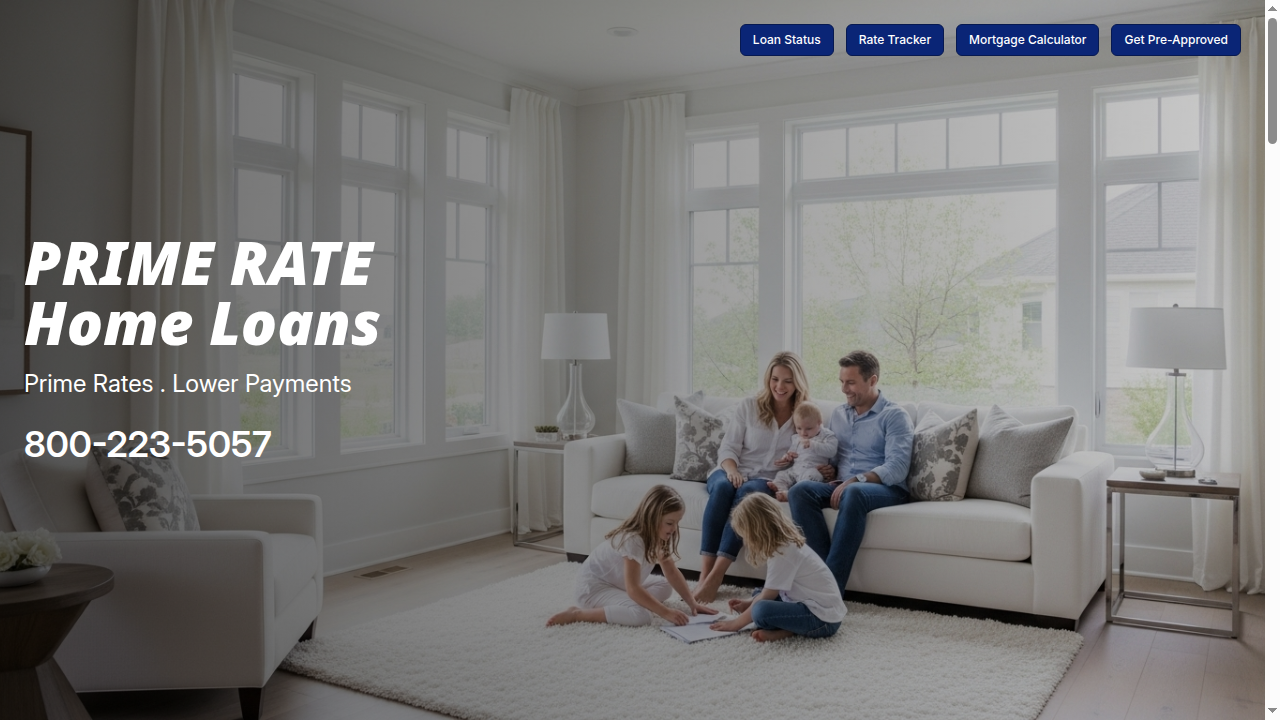 Loan Status
Rate Tracker
Mortgage Calculator
Get Pre-Approved
PRIME RATE
Home Loans
Prime Rates . Lower Payments
800-223-5057